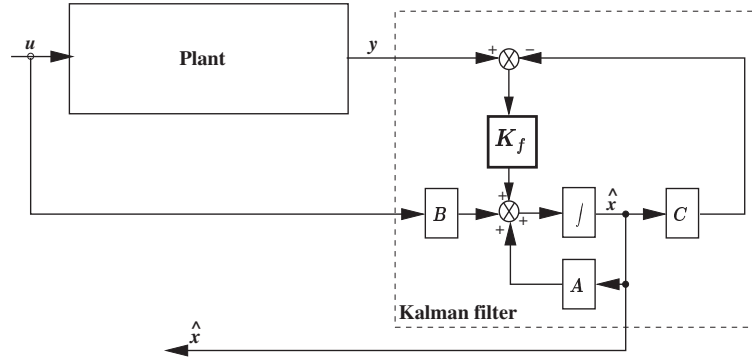 u
Plant
y
+
−
K_f
+
B
+
+
∫
x̂
C
A
Kalman filter
x̂